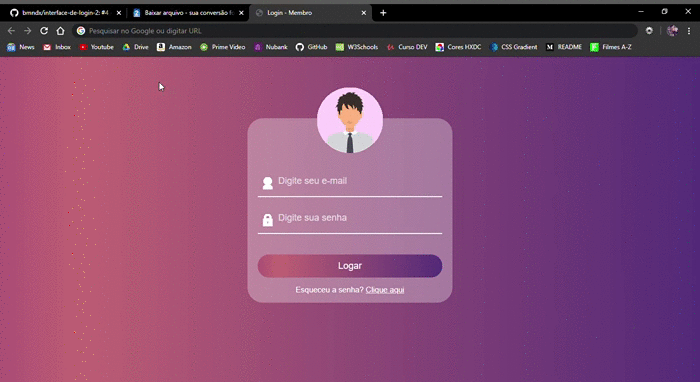 bmnds/interface-de-login-2: #4
Baixar arquivo - sua conversão fo
Login - Membro
Pesquisar no Google ou digitar URL
News Inbox Youtube Drive Amazon Prime Video Nubank GitHub W3Schools Curso DEV Cores HXDC CSS Gradient README Filmes A-Z
Digite seu e-mail
Digite sua senha
Logar
Esqueceu a senha? Clique aqui